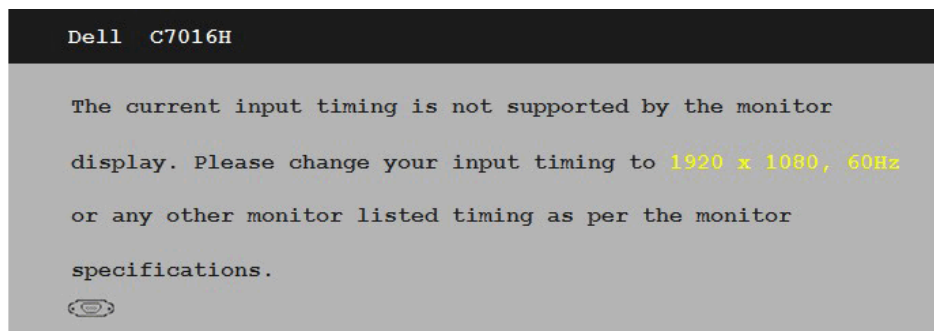 Dell C7016H
The current input timing is not supported by the monitor
display. Please change your input timing to 1920 x 1080, 60Hz
or any other monitor listed timing as per the monitor
specifications.